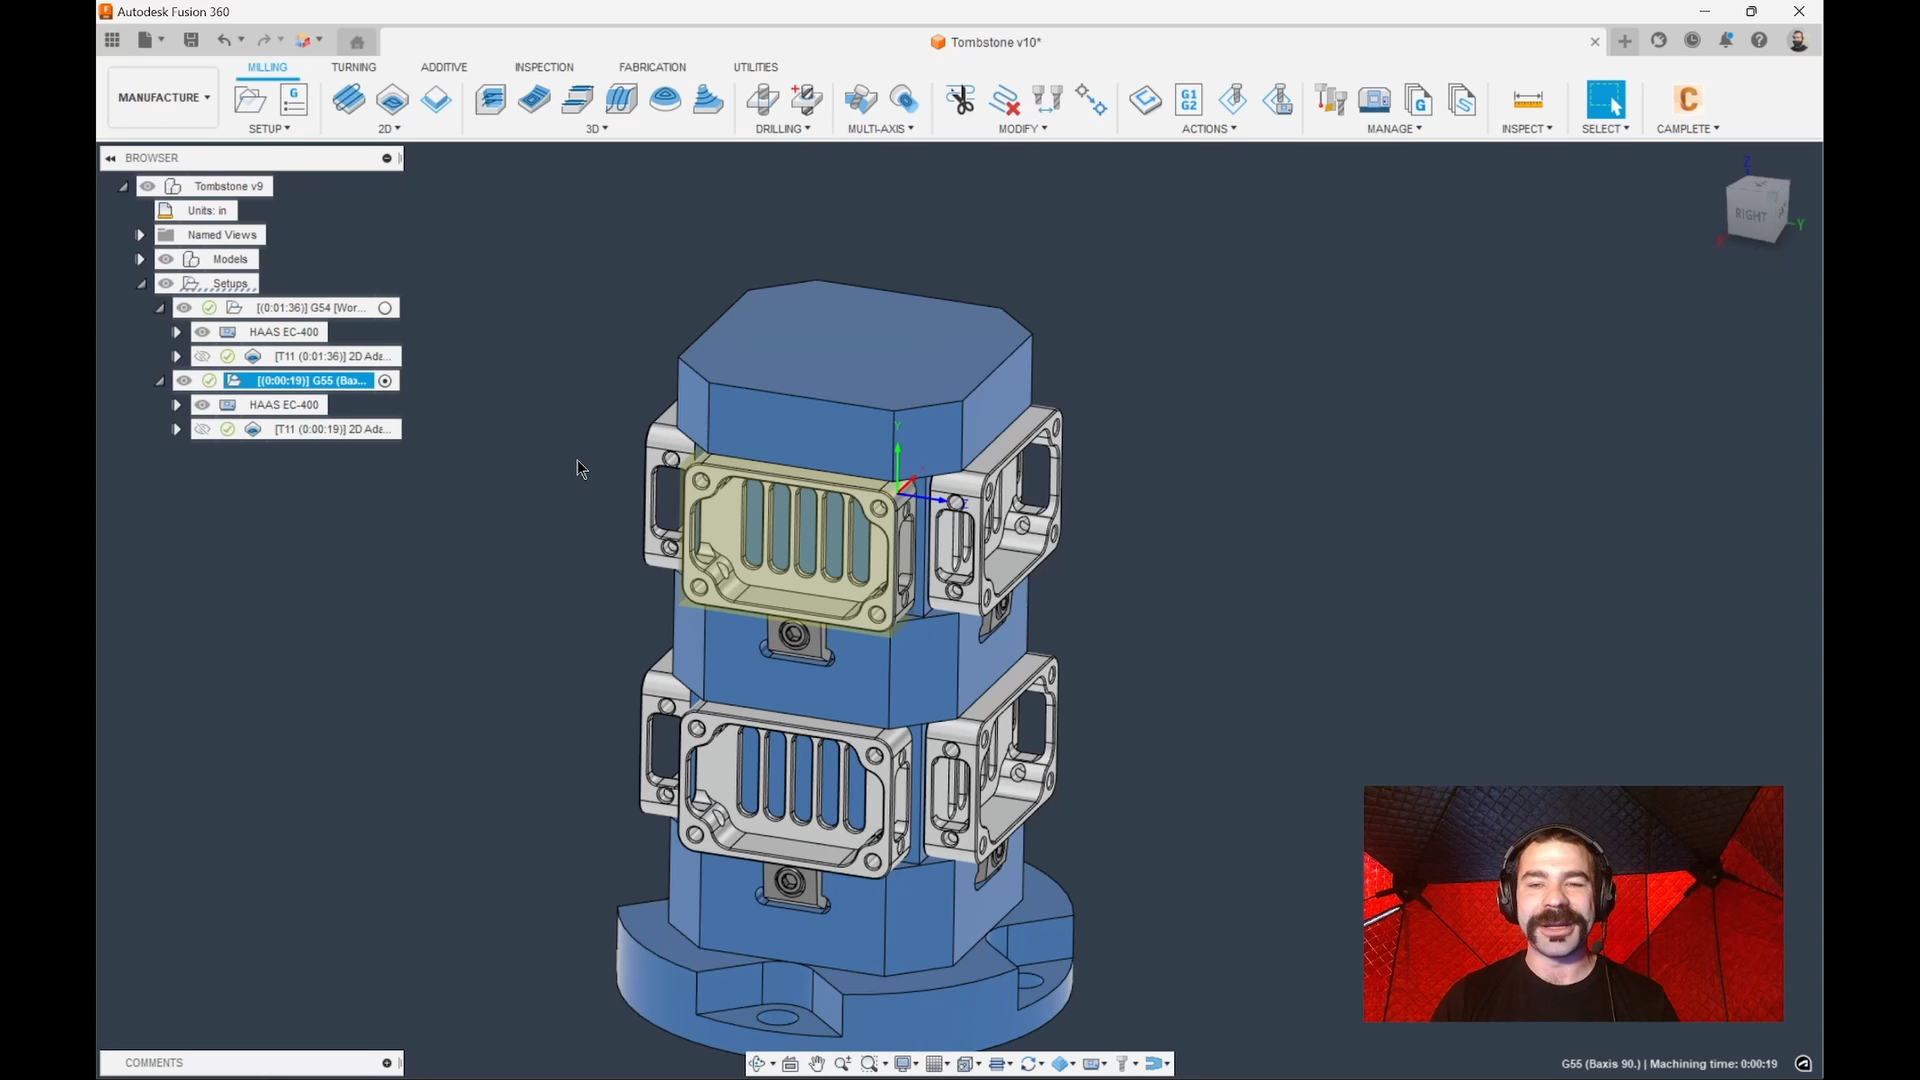 Autodesk Fusion 360
Tombstone v10*
MILLING TURNING ADDITIVE INSPECTION FABRICATION UTILITIES
MANUFACTURE
G
G1
G2
G
C
SETUP 2D 3D DRILLING MULTI-AXIS MODIFY ACTIONS MANAGE INSPECT SELECT CAMPLETE
BROWSER
Tombstone v9
Units: in
Named Views
Models
Setups
[(0:01:36)] G54 [Wor...
HAAS EC-400
[T11 (0:01:36)] 2D Ada...
[(0:00:19)] G55 (Bax...
HAAS EC-400
[T11 (0:00:19)] 2D Ada...
Z
RIGHT
Y
X
Y
X
Z
COMMENTS
G55 (Baxis 90.) | Machining time: 0:00:19